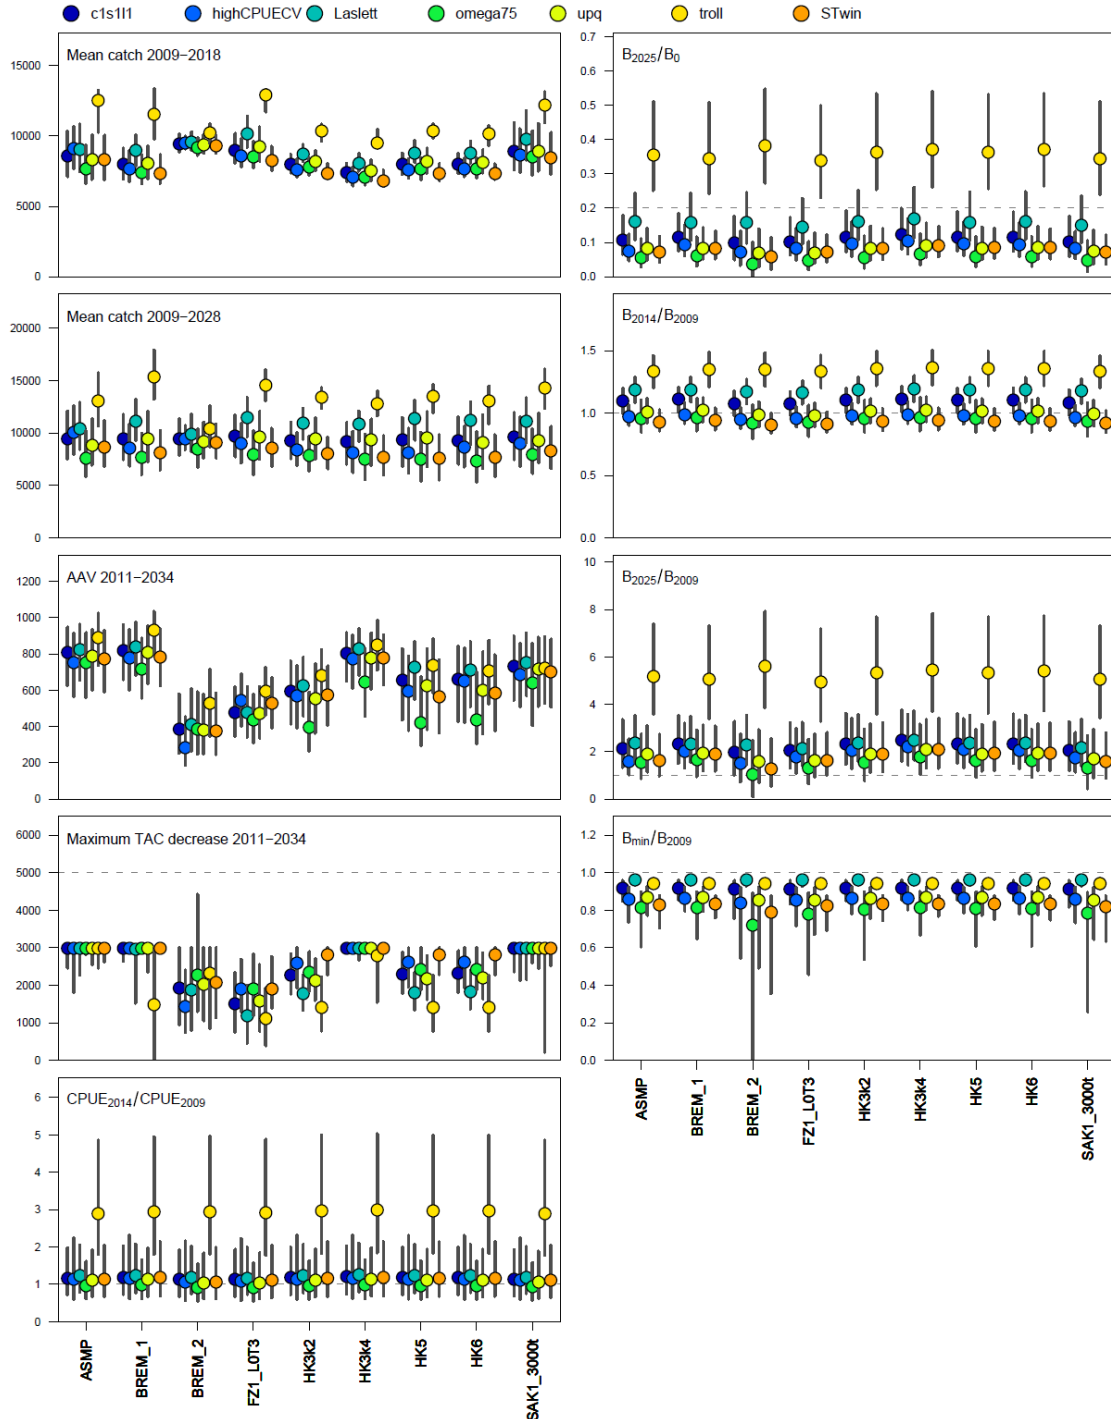 c1s1l1 highCPUECV Laslett omega75 upq troll STwin
Mean catch 2009−2018
15000
10000
5000
0
B2025/B0
0.7
0.6
0.5
0.4
0.3
0.2
0.1
0.0
Mean catch 2009−2028
20000
15000
10000
5000
0
B2014/B2009
1.5
1.0
0.5
0.0
AAV 2011−2034
1200
1000
800
600
400
200
0
B2025/B2009
10
8
6
4
2
0
Maximum TAC decrease 2011−2034
6000
5000
4000
3000
2000
1000
0
Bmin/B2009
1.2
1.0
0.8
0.6
0.4
0.2
0.0
ASMP
BREM_1
BREM_2
FZ1_L0T3
HK3k2
HK3k4
HK5
HK6
SAK1_3000t
CPUE2014/CPUE2009
6
5
4
3
2
1
0
ASMP
BREM_1
BREM_2
FZ1_L0T3
HK3k2
HK3k4
HK5
HK6
SAK1_3000t